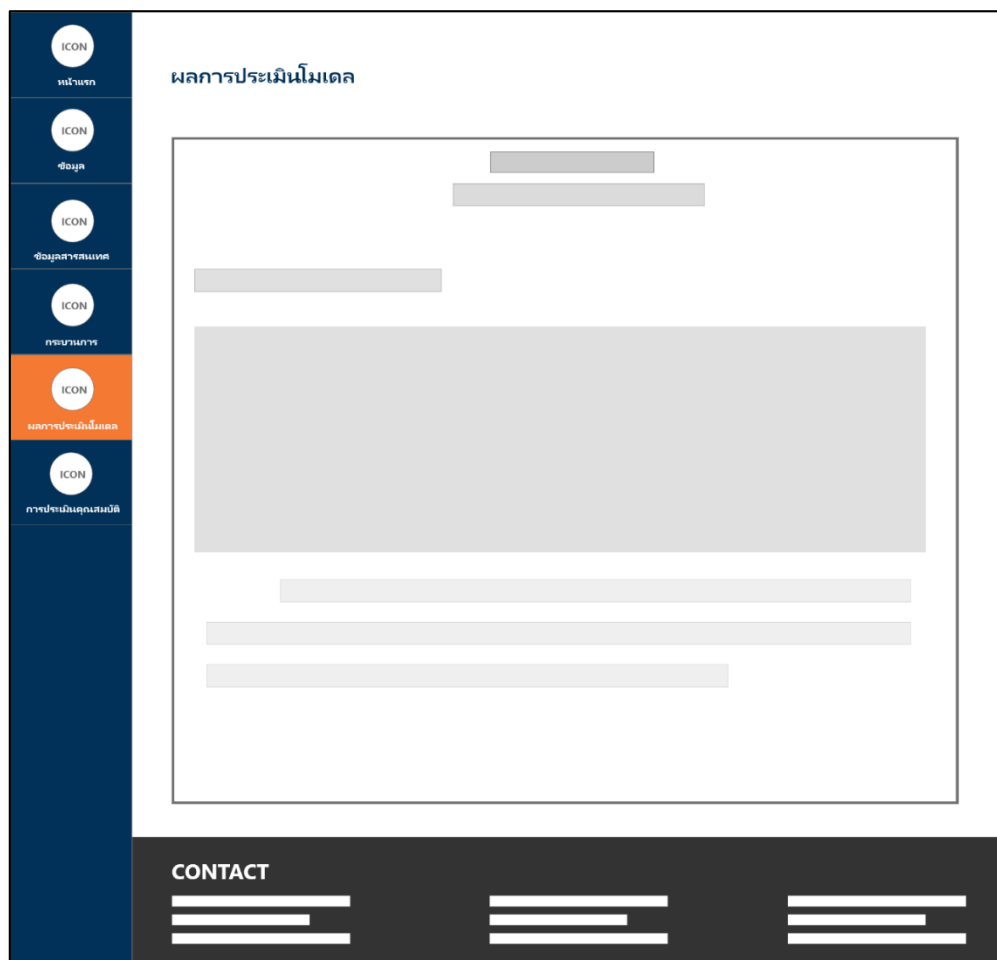 ICON
หน้าแรก
ICON
ข้อมูล
ICON
ข้อมูลสารสนเทศ
ICON
กระบวนการ
ICON
ผลการประเมินโมเดล
ICON
การประเมินคุณสมบัติ
ผลการประเมินโมเดล
CONTACT